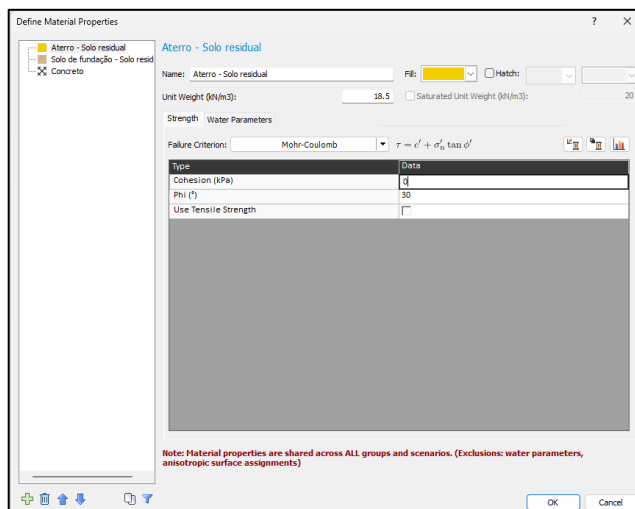 Define Material Properties
?
Aterro - Solo residual
Solo de fundação - Solo resid
Concreto
Aterro - Solo residual
Name: Aterro - Solo residual Fill: Hatch:
Unit Weight (kN/m3): 18.5 Saturated Unit Weight (kN/m3): 20
Strength Water Parameters
Failure Criterion: Mohr-Coulomb τ = c′ + σ′n tan ϕ′
Type Data
Cohesion (kPa) 0
Phi (°) 30
Use Tensile Strength
Note: Material properties are shared across ALL groups and scenarios. (Exclusions: water parameters,
anisotropic surface assignments)
OK Cancel